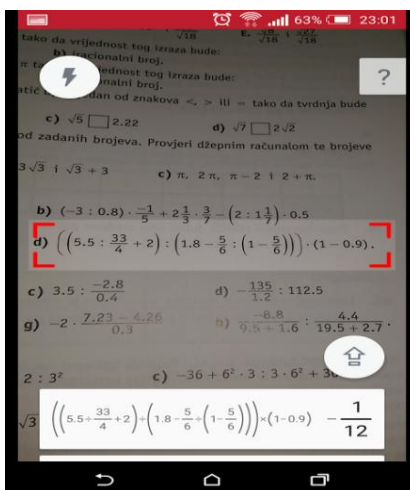 63% 23:01
tako da vrijednost tog izraza bude:
b) iracionalni broj.
jednost tog izraza bude:
nalni broj.
dan od znakova <, > ili = tako da tvrdnja bude
c) √5 □ 2.22 d) √7 □ 2√2
od zadanih brojeva. Provjeri džepnim računalom te brojeve
3√3 i √3 + 3 c) π, 2π, π − 2 i 2 + π.
b) (−3 : 0.8) · −1/5 + 2 1/3 · 3/7 − (2 : 1 1/7) · 0.5
d) ((5.5 : 33/4 + 2) : (1.8 − 5/6 : (1 − 5/6))) · (1 − 0.9).
c) 3.5 : −2.8/0.4 d) −135/1.2 : 112.5
g) −2 · 7.23 − 4.26/0.3 h) −8.8/9.5 + 1.6 : 4.4/19.5 + 2.7 .
2 : 3² c) −36 + 6² · 3 : 3 · 6² +
√3 ((5.5÷33/4+2)÷(1.8−5/6÷(1−5/6)))×(1−0.9) −1/12
?